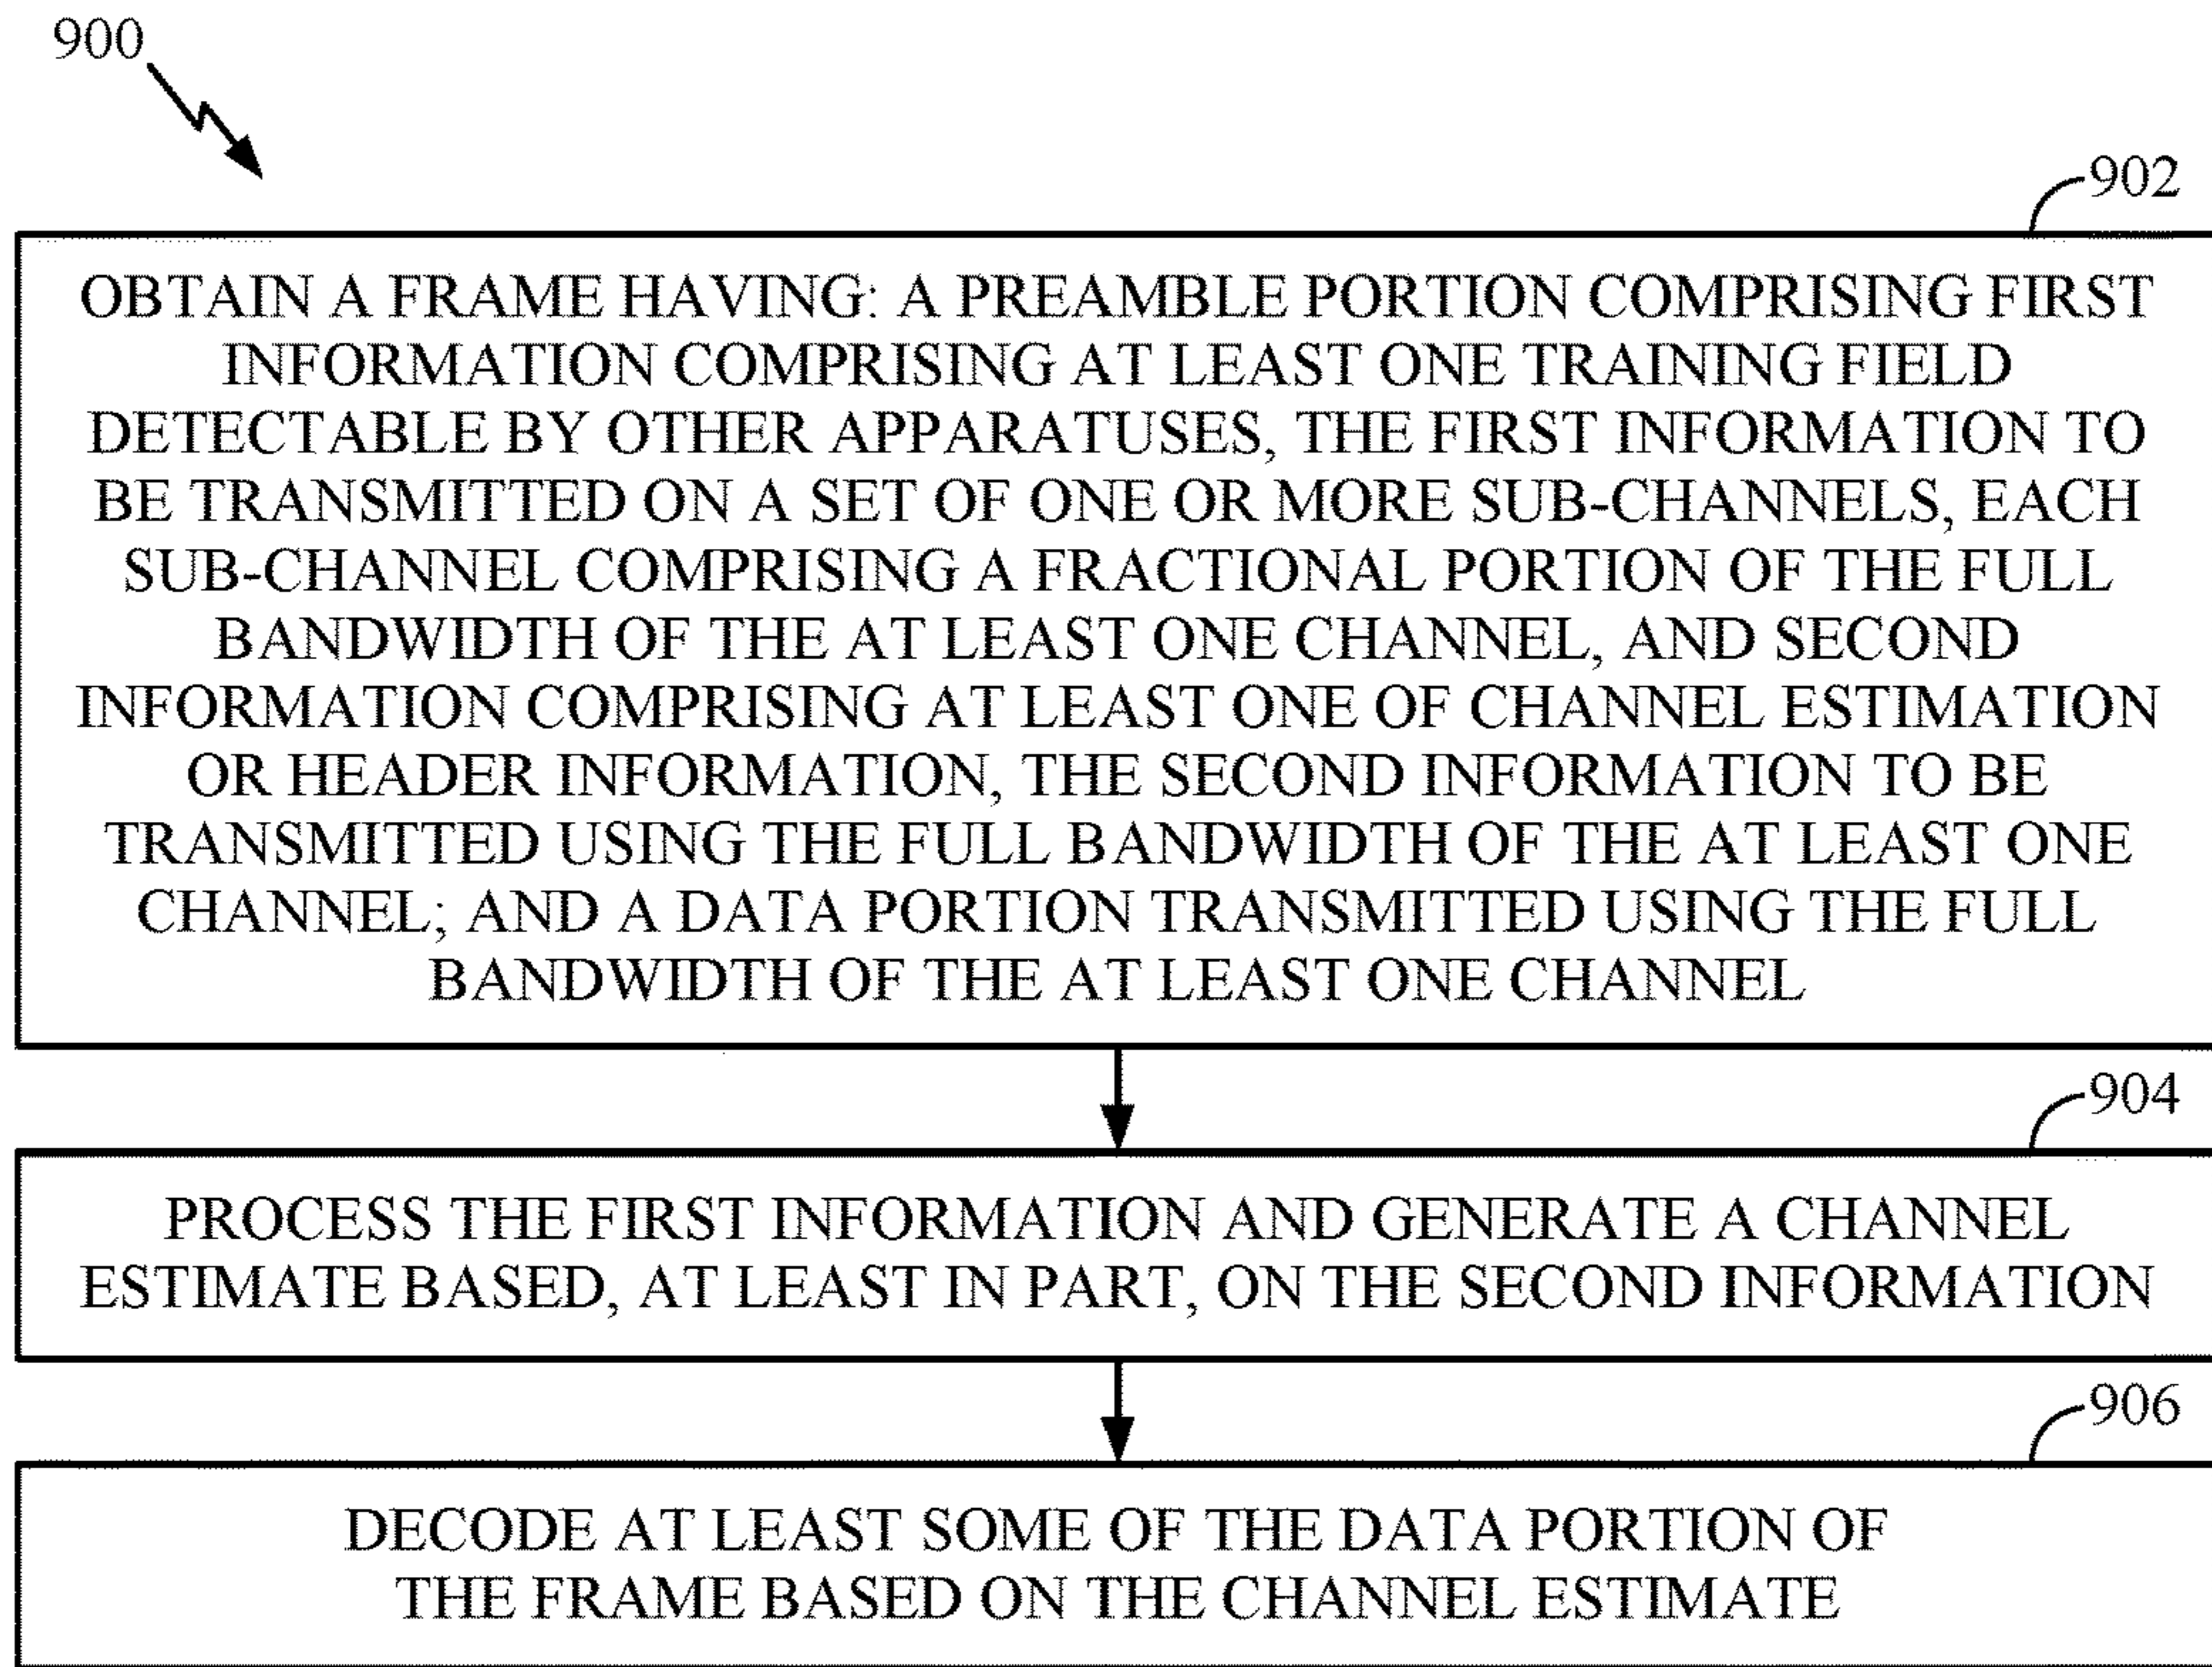 900
902
OBTAIN A FRAME HAVING: A PREAMBLE PORTION COMPRISING FIRST
INFORMATION COMPRISING AT LEAST ONE TRAINING FIELD
DETECTABLE BY OTHER APPARATUSES, THE FIRST INFORMATION TO
BE TRANSMITTED ON A SET OF ONE OR MORE SUB-CHANNELS, EACH
SUB-CHANNEL COMPRISING A FRACTIONAL PORTION OF THE FULL
BANDWIDTH OF THE AT LEAST ONE CHANNEL, AND SECOND
INFORMATION COMPRISING AT LEAST ONE OF CHANNEL ESTIMATION
OR HEADER INFORMATION, THE SECOND INFORMATION TO BE
TRANSMITTED USING THE FULL BANDWIDTH OF THE AT LEAST ONE
CHANNEL; AND A DATA PORTION TRANSMITTED USING THE FULL
BANDWIDTH OF THE AT LEAST ONE CHANNEL
904
PROCESS THE FIRST INFORMATION AND GENERATE A CHANNEL
ESTIMATE BASED, AT LEAST IN PART, ON THE SECOND INFORMATION
906
DECODE AT LEAST SOME OF THE DATA PORTION OF
THE FRAME BASED ON THE CHANNEL ESTIMATE